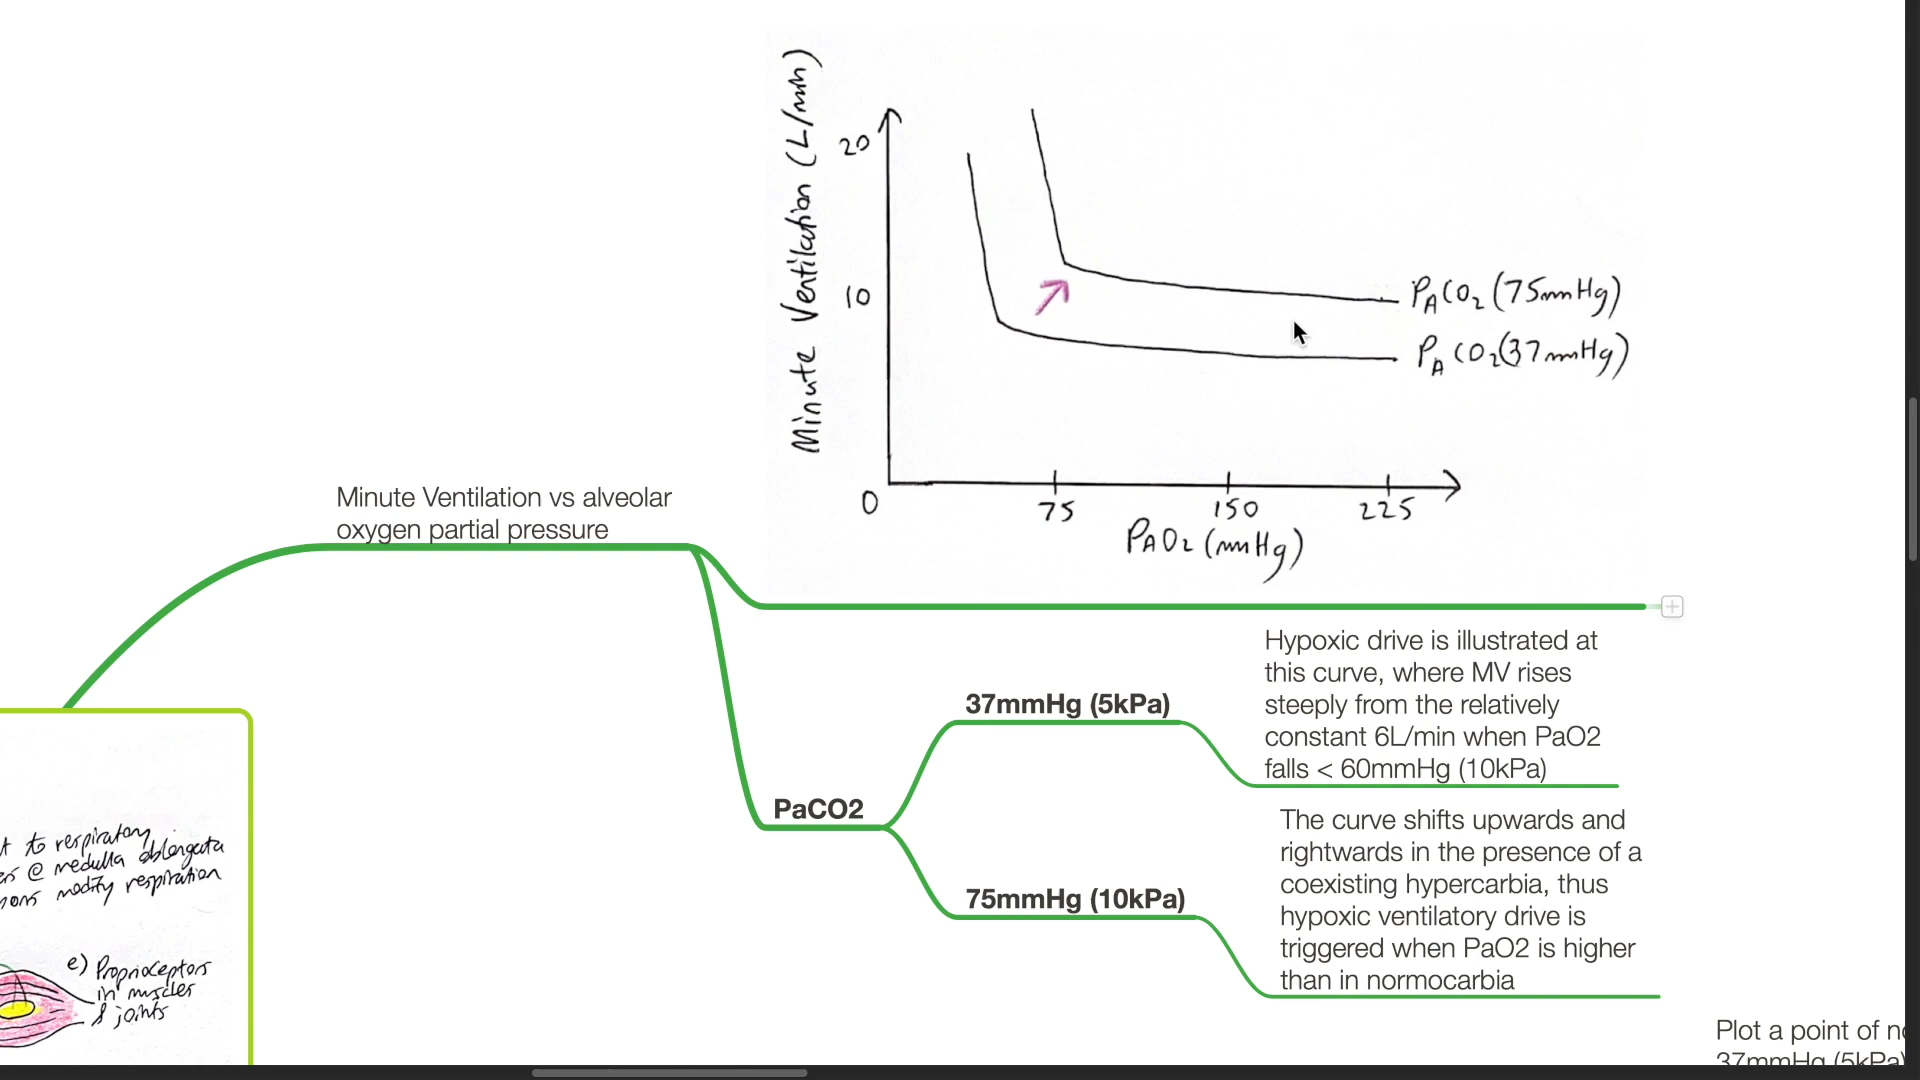 Minute Ventilation (L/min)
20
10
0
75
150
225
PAO2 (mmHg)
PACO2 (75mmHg)
PACO2 (37mmHg)
Minute Ventilation vs alveolar
oxygen partial pressure
PaCO2
37mmHg (5kPa)
Hypoxic drive is illustrated at
this curve, where MV rises
steeply from the relatively
constant 6L/min when PaO2
falls < 60mmHg (10kPa)
75mmHg (10kPa)
The curve shifts upwards and
rightwards in the presence of a
coexisting hypercarbia, thus
hypoxic ventilatory drive is
triggered when PaO2 is higher
than in normocarbia
to respiratory
@ medulla oblongata
modify respiration
e) Proprioceptors
in muscles
& joints
Plot a point of
37mmHg (5kPa)